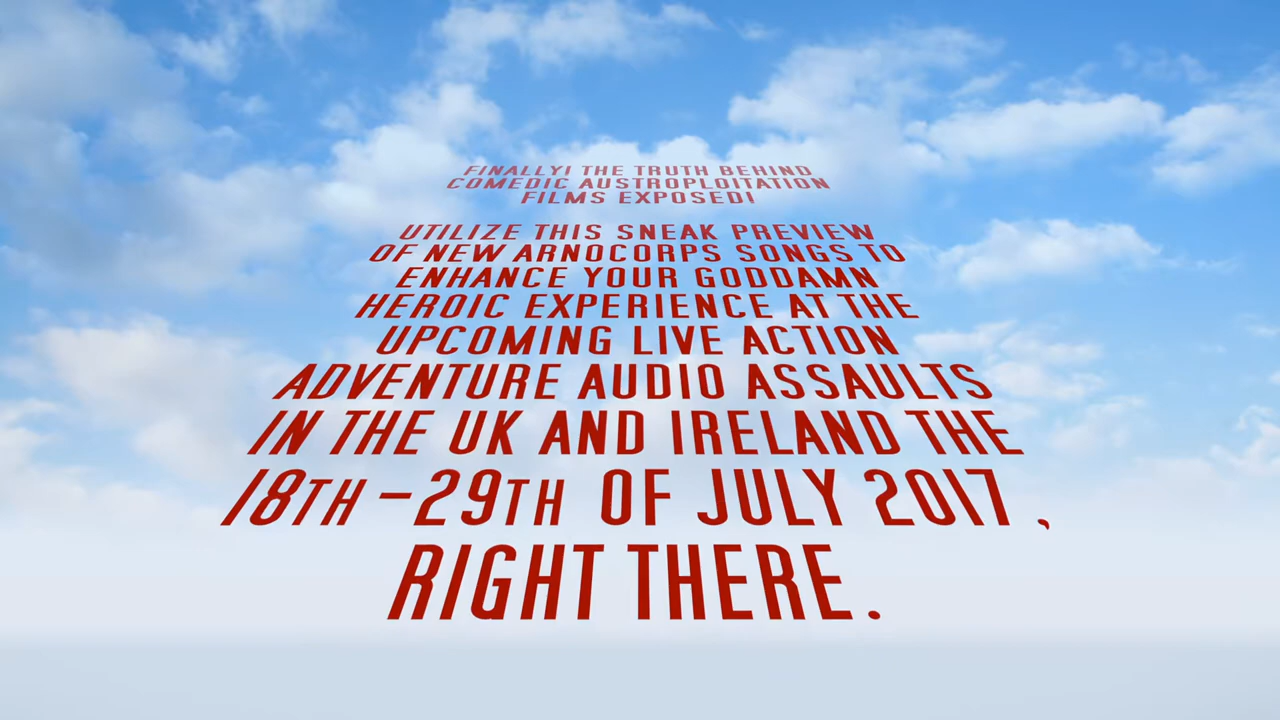 FINALLY! THE TRUTH BEHIND
COMEDIC AUSTROPLOITATION
FILMS EXPOSED!
UTILIZE THIS SNEAK PREVIEW
OF NEW ARNOCORPS SONGS TO
ENHANCE YOUR GODDAMN
HEROIC EXPERIENCE AT THE
UPCOMING LIVE ACTION
ADVENTURE AUDIO ASSAULTS
IN THE UK AND IRELAND THE
18TH-29TH OF JULY 2017,
RIGHT THERE.